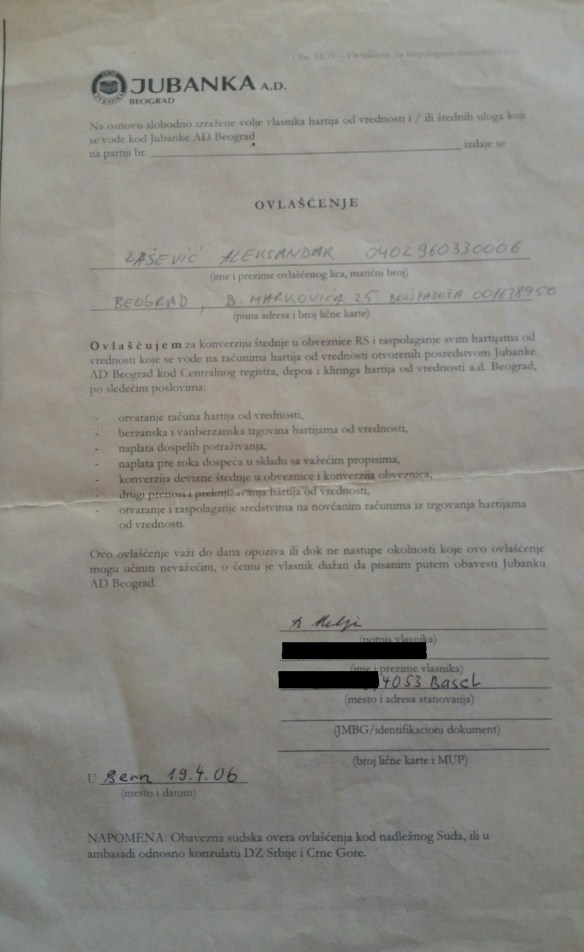 JUBANKA A.D.
BEOGRAD
Na osnovu slobodno izražene volje vlasnika hartija od vrednosti i / ili štednih uloga koji
se vode kod Jubanke AD Beograd
na partiji br. izdaje se
OVLAŠĆENJE
ALEKSANDAR 0402960330006
(ime i prezime ovlašćenog lica, matični broj)
BEOGRAD, B. MARKOVIĆA 25 001638950
(puna adresa i broj lične karte)
Ovlašćujem za konverziju štednje u obveznice RS i raspolaganje svim hartijama od
vrednosti koje se vode na računima hartija od vrednosti otvorenih posredstvom Jubanke
AD Beograd kod Centralnog registra, depoa i kliringa hartija od vrednosti a.d. Beograd,
po sledećim poslovima:
- otvaranje računa hartija od vrednosti,
- berzanska i vanberzanska trgovina hartijama od vrednosti,
- naplata dospelih potraživanja,
- naplata pre roka dospeća u skladu sa važećim propisima,
- konverzija devizne štednje u obveznice i konverzija obveznica,
- drugi prenosi i preknjižavanja hartija od vrednosti,
- otvaranje i raspolaganje sredstvima na novčanim računima iz trgovanja hartijama
od vrednosti.
Ovo ovlašćenje važi do dana opoziva ili dok ne nastupe okolnosti koje ovo ovlašćenje
mogu učiniti nevažećim, o čemu je vlasnik dužan da pisanim putem obavesti Jubanku
AD Beograd.
(potpis vlasnika)
(ime i prezime vlasnika)
4053 Basel
(mesto i adresa stanovanja)
(JMBG/identifikacioni dokument)
(broj lične karte i MUP)
U Bern 19.4.06
(mesto i datum)
NAPOMENA: Obavezna sudska overa ovlašćenja kod nadležnog Suda, ili u
ambasadi odnosno konzulatu DZ Srbije i Crne Gore.